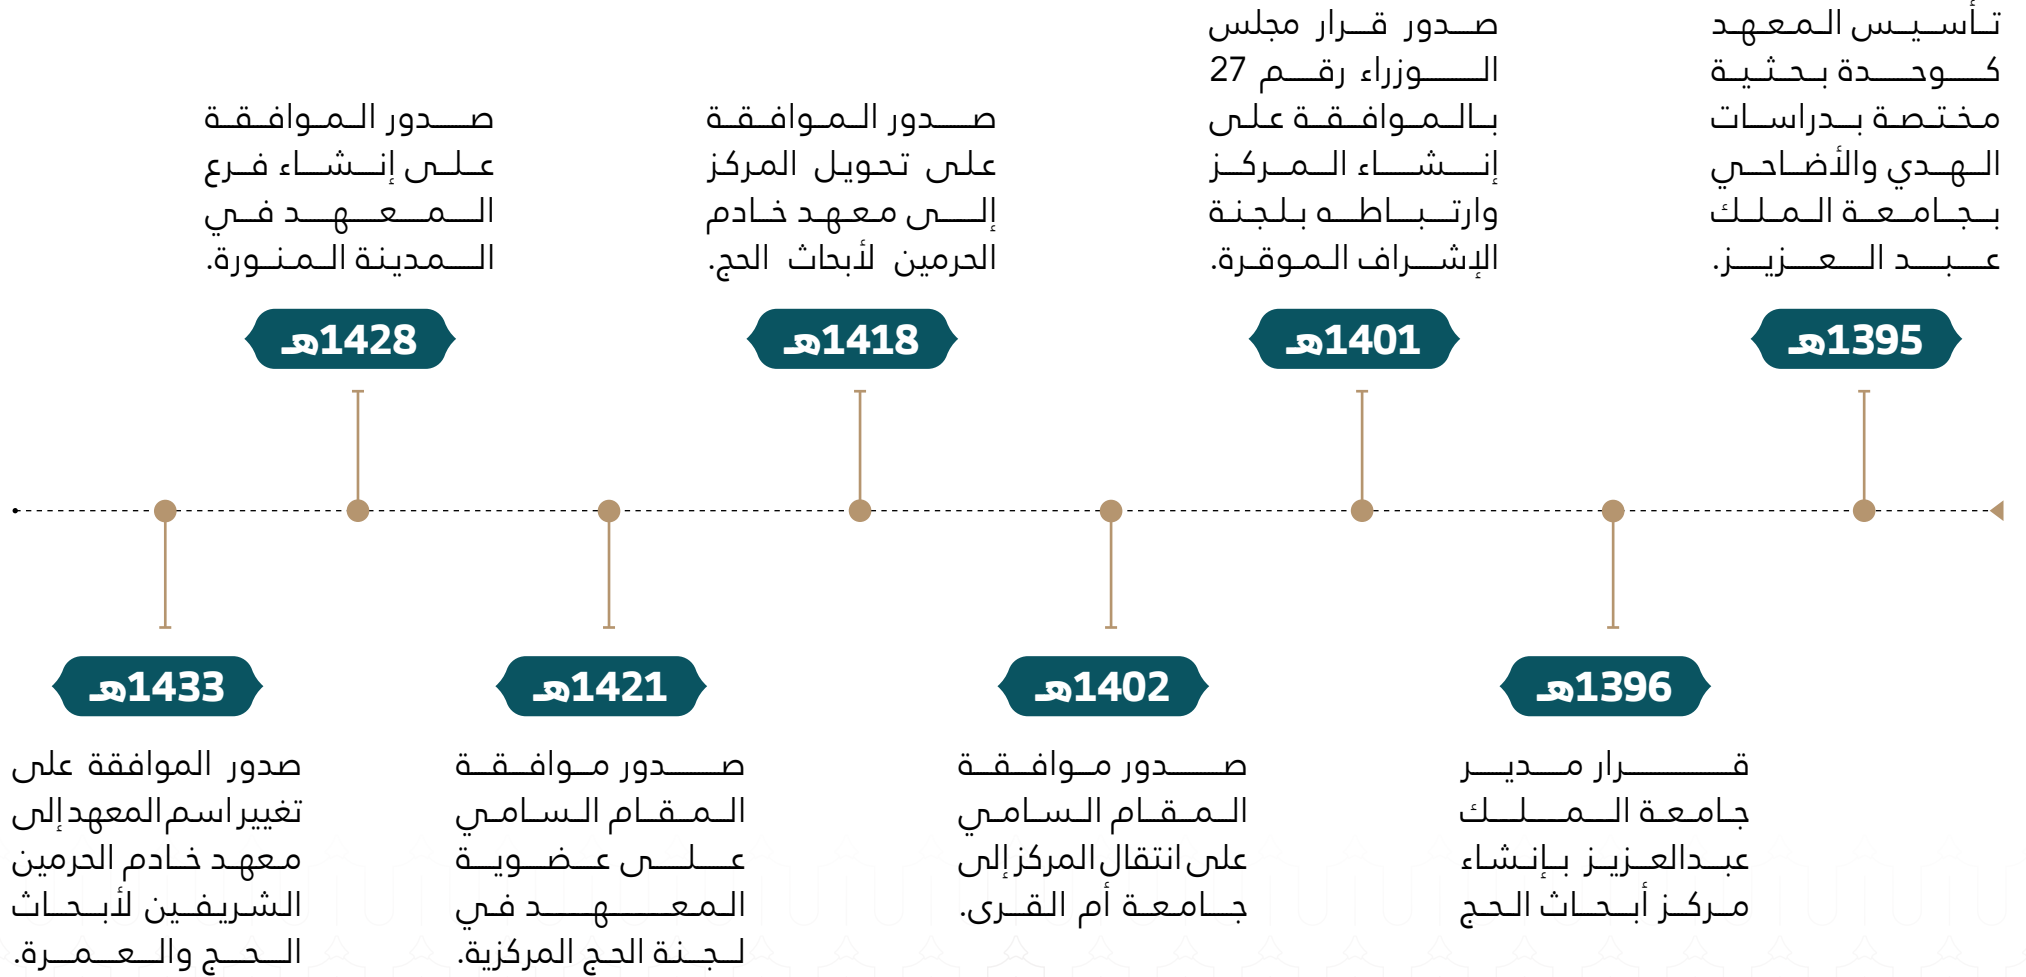 تأسيس المعهد
كوحدة بحثية
مختصة بدراسات
الهدي والأضاحي
بجامعة الملك
عبد العزيز.
1395هـ
1396هـ
قرار مدير
جامعة الملك
عبدالعزيز بإنشاء
مركز أبحاث الحج
صدور قرار مجلس
الوزراء رقم 27
بالموافقة على
إنشاء المركز
وارتباطه بلجنة
الإشراف الموقرة.
1401هـ
1402هـ
صدور موافقة
المقام السامي
على انتقال المركز إلى
جامعة أم القرى.
صدور الموافقة
على تحويل المركز
إلى معهد خادم
الحرمين لأبحاث الحج.
1418هـ
1421هـ
صدور موافقة
المقام السامي
على عضوية
المعهد في
لجنة الحج المركزية.
صدور الموافقة
على إنشاء فرع
المعهد في
المدينة المنورة.
1428هـ
1433هـ
صدور الموافقة على
تغيير اسم المعهد إلى
معهد خادم الحرمين
الشريفين لأبحاث
الحج والعمرة.